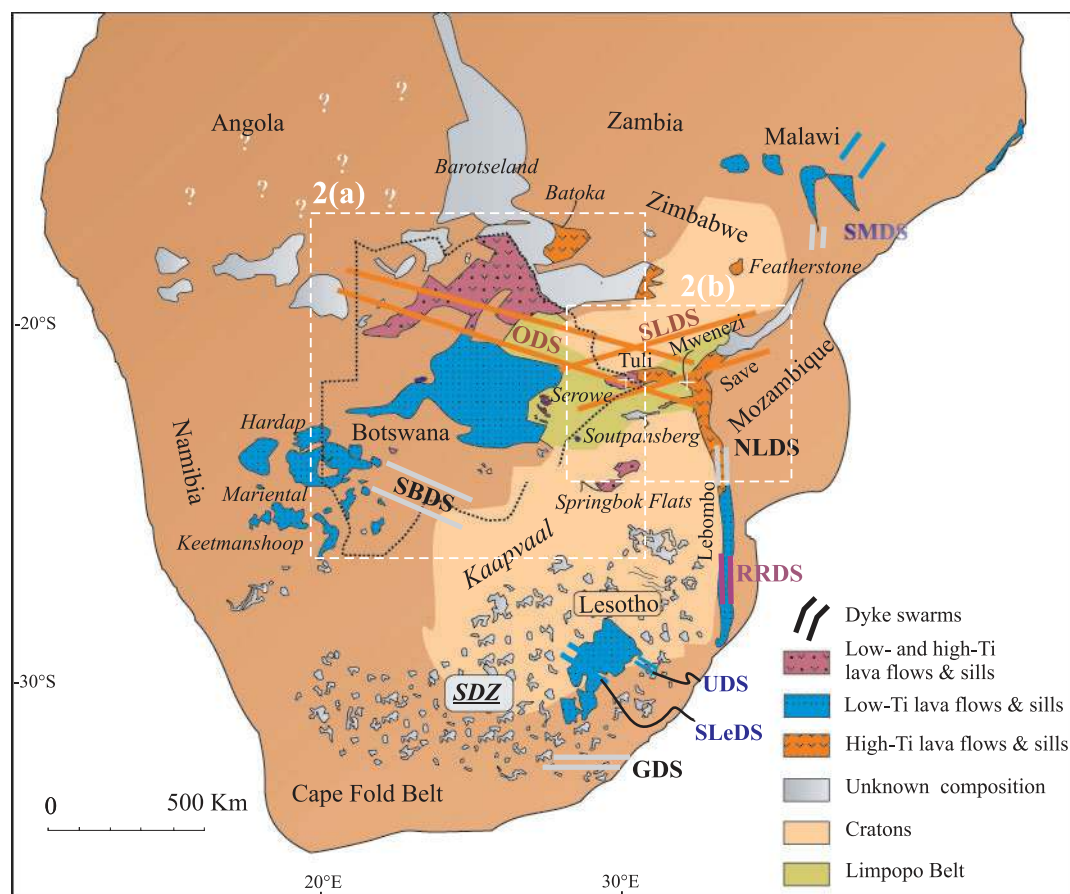 Angola
Zambia
Malawi
?
?
?
?
?
?
?
?
Barotseland
Batoka
2(a)
Zimbabwe
SMDS
Featherstone
2(b)
-20°S
ODS
SLDS
Mwenezi
Tuli
Save
Mozambique
Serowe
Hardap
Botswana
Soutpansberg
Namibia
NLDS
SBDS
Mariental
Springbok Flats
Keetmanshoop
Lebombo
Kaapvaal
RRDS
Lesotho
Dyke swarms
Low- and high-Ti
lava flows & sills
-30°S
SDZ
UDS
Low-Ti lava flows & sills
SLeDS
High-Ti lava flows & sills
GDS
Unknown composition
Cape Fold Belt
0 500 Km
Cratons
Limpopo Belt
20°E
30°E